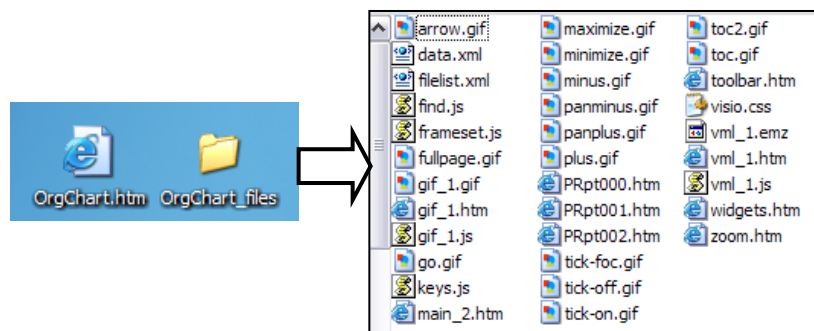 OrgChart.htm OrgChart_files
arrow.gif
data.xml
filelist.xml
find.js
frameset.js
fullpage.gif
gif_1.gif
gif_1.htm
gif_1.js
go.gif
keys.js
main_2.htm
maximize.gif
minimize.gif
minus.gif
panminus.gif
panplus.gif
plus.gif
PRpt000.htm
PRpt001.htm
PRpt002.htm
tick-foc.gif
tick-off.gif
tick-on.gif
toc2.gif
toc.gif
toolbar.htm
visio.css
vml_1.emz
vml_1.htm
vml_1.js
widgets.htm
zoom.htm